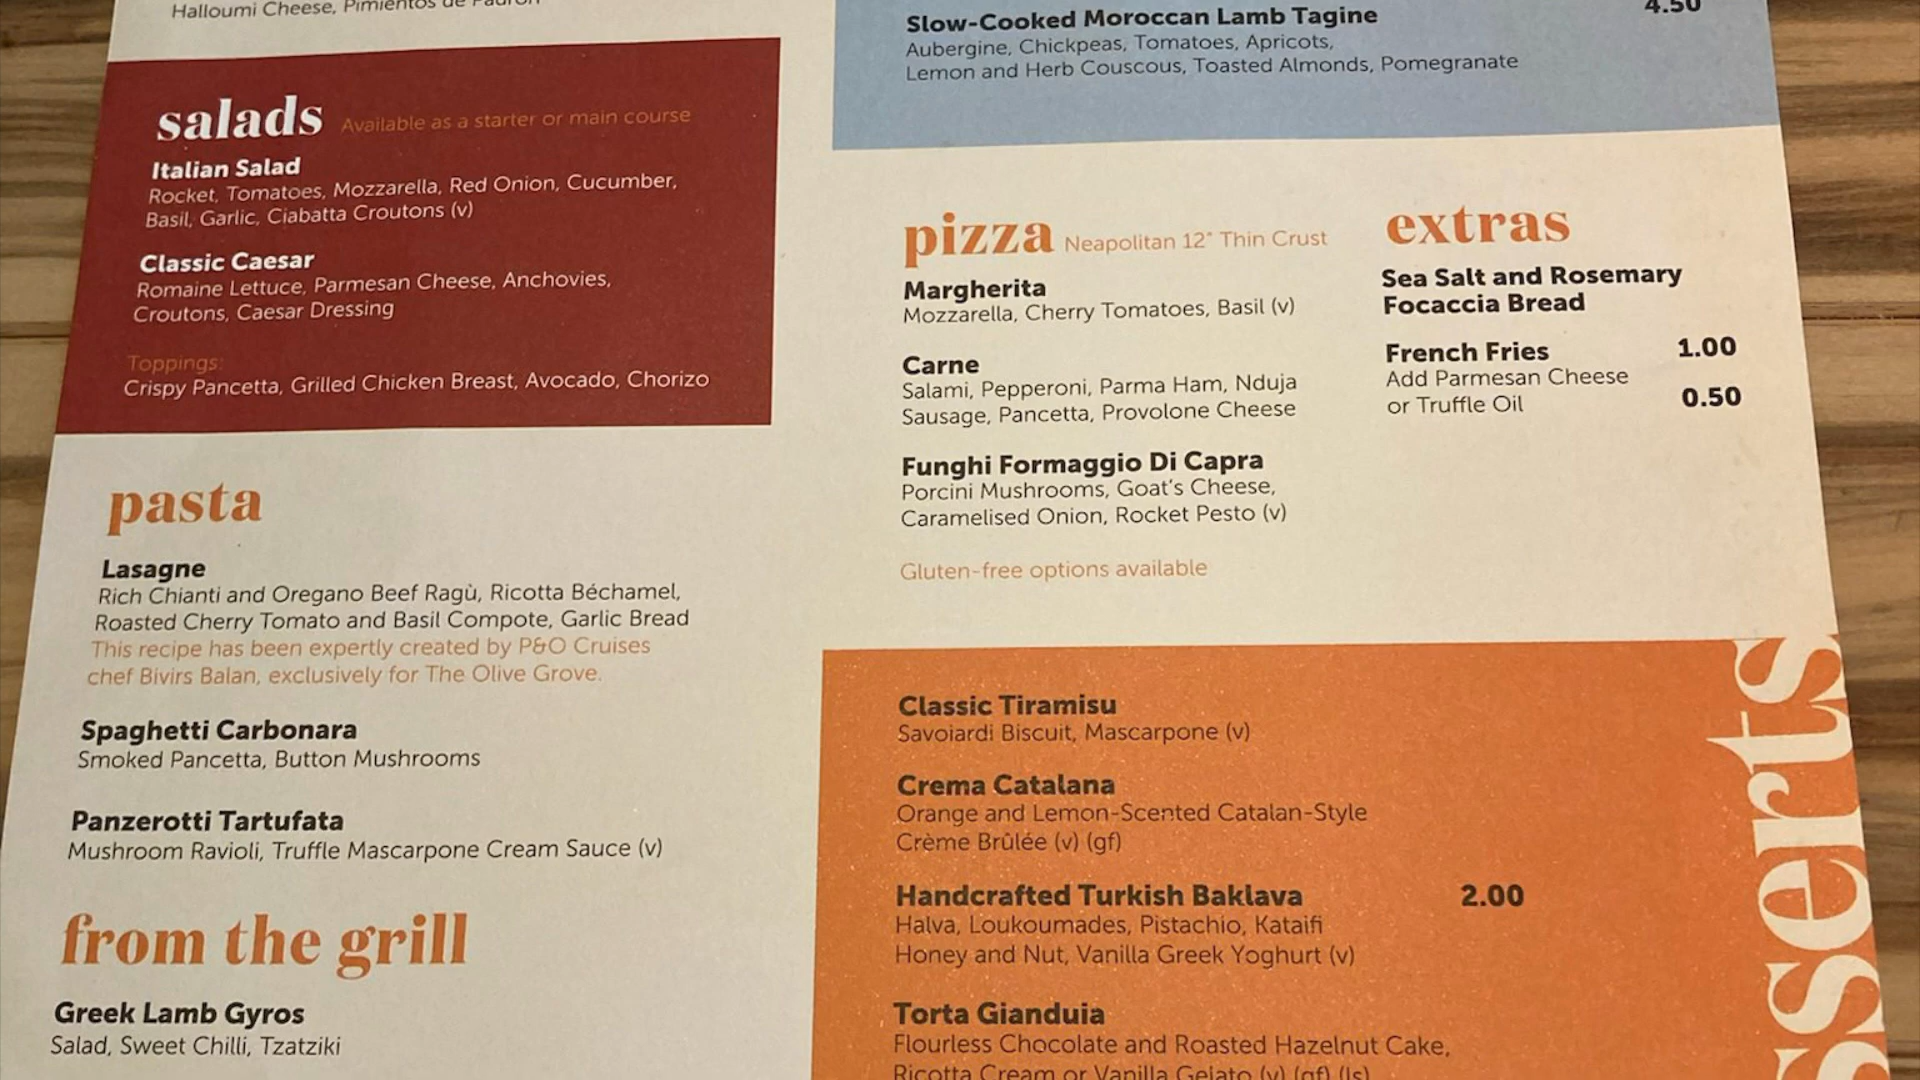 Halloumi Cheese, Pimientos de Padrón
salads Available as a starter or main course
Italian Salad
Rocket, Tomatoes, Mozzarella, Red Onion, Cucumber,
Basil, Garlic, Ciabatta Croutons (v)
Classic Caesar
Romaine Lettuce, Parmesan Cheese, Anchovies,
Croutons, Caesar Dressing
Toppings:
Crispy Pancetta, Grilled Chicken Breast, Avocado, Chorizo
pasta
Lasagne
Rich Chianti and Oregano Beef Ragù, Ricotta Béchamel,
Roasted Cherry Tomato and Basil Compote, Garlic Bread
This recipe has been expertly created by P&O Cruises
chef Bivirs Balan, exclusively for The Olive Grove.
Spaghetti Carbonara
Smoked Pancetta, Button Mushrooms
Panzerotti Tartufata
Mushroom Ravioli, Truffle Mascarpone Cream Sauce (v)
from the grill
Greek Lamb Gyros
Salad, Sweet Chilli, Tzatziki
Slow-Cooked Moroccan Lamb Tagine 4.50
Aubergine, Chickpeas, Tomatoes, Apricots,
Lemon and Herb Couscous, Toasted Almonds, Pomegranate
pizza Neapolitan 12" Thin Crust
Margherita
Mozzarella, Cherry Tomatoes, Basil (v)
Carne
Salami, Pepperoni, Parma Ham, Nduja
Sausage, Pancetta, Provolone Cheese
Funghi Formaggio Di Capra
Porcini Mushrooms, Goat's Cheese,
Caramelised Onion, Rocket Pesto (v)
Gluten-free options available
extras
Sea Salt and Rosemary
Focaccia Bread
French Fries 1.00
Add Parmesan Cheese
or Truffle Oil 0.50
Classic Tiramisu
Savoiardi Biscuit, Mascarpone (v)
Crema Catalana
Orange and Lemon-Scented Catalan-Style
Crème Brûlée (v) (gf)
Handcrafted Turkish Baklava 2.00
Halva, Loukoumades, Pistachio, Kataifi
Honey and Nut, Vanilla Greek Yoghurt (v)
Torta Gianduia
Flourless Chocolate and Roasted Hazelnut Cake,
Ricotta Cream or Vanilla Gelato (v) (gf) (ls)
sserts